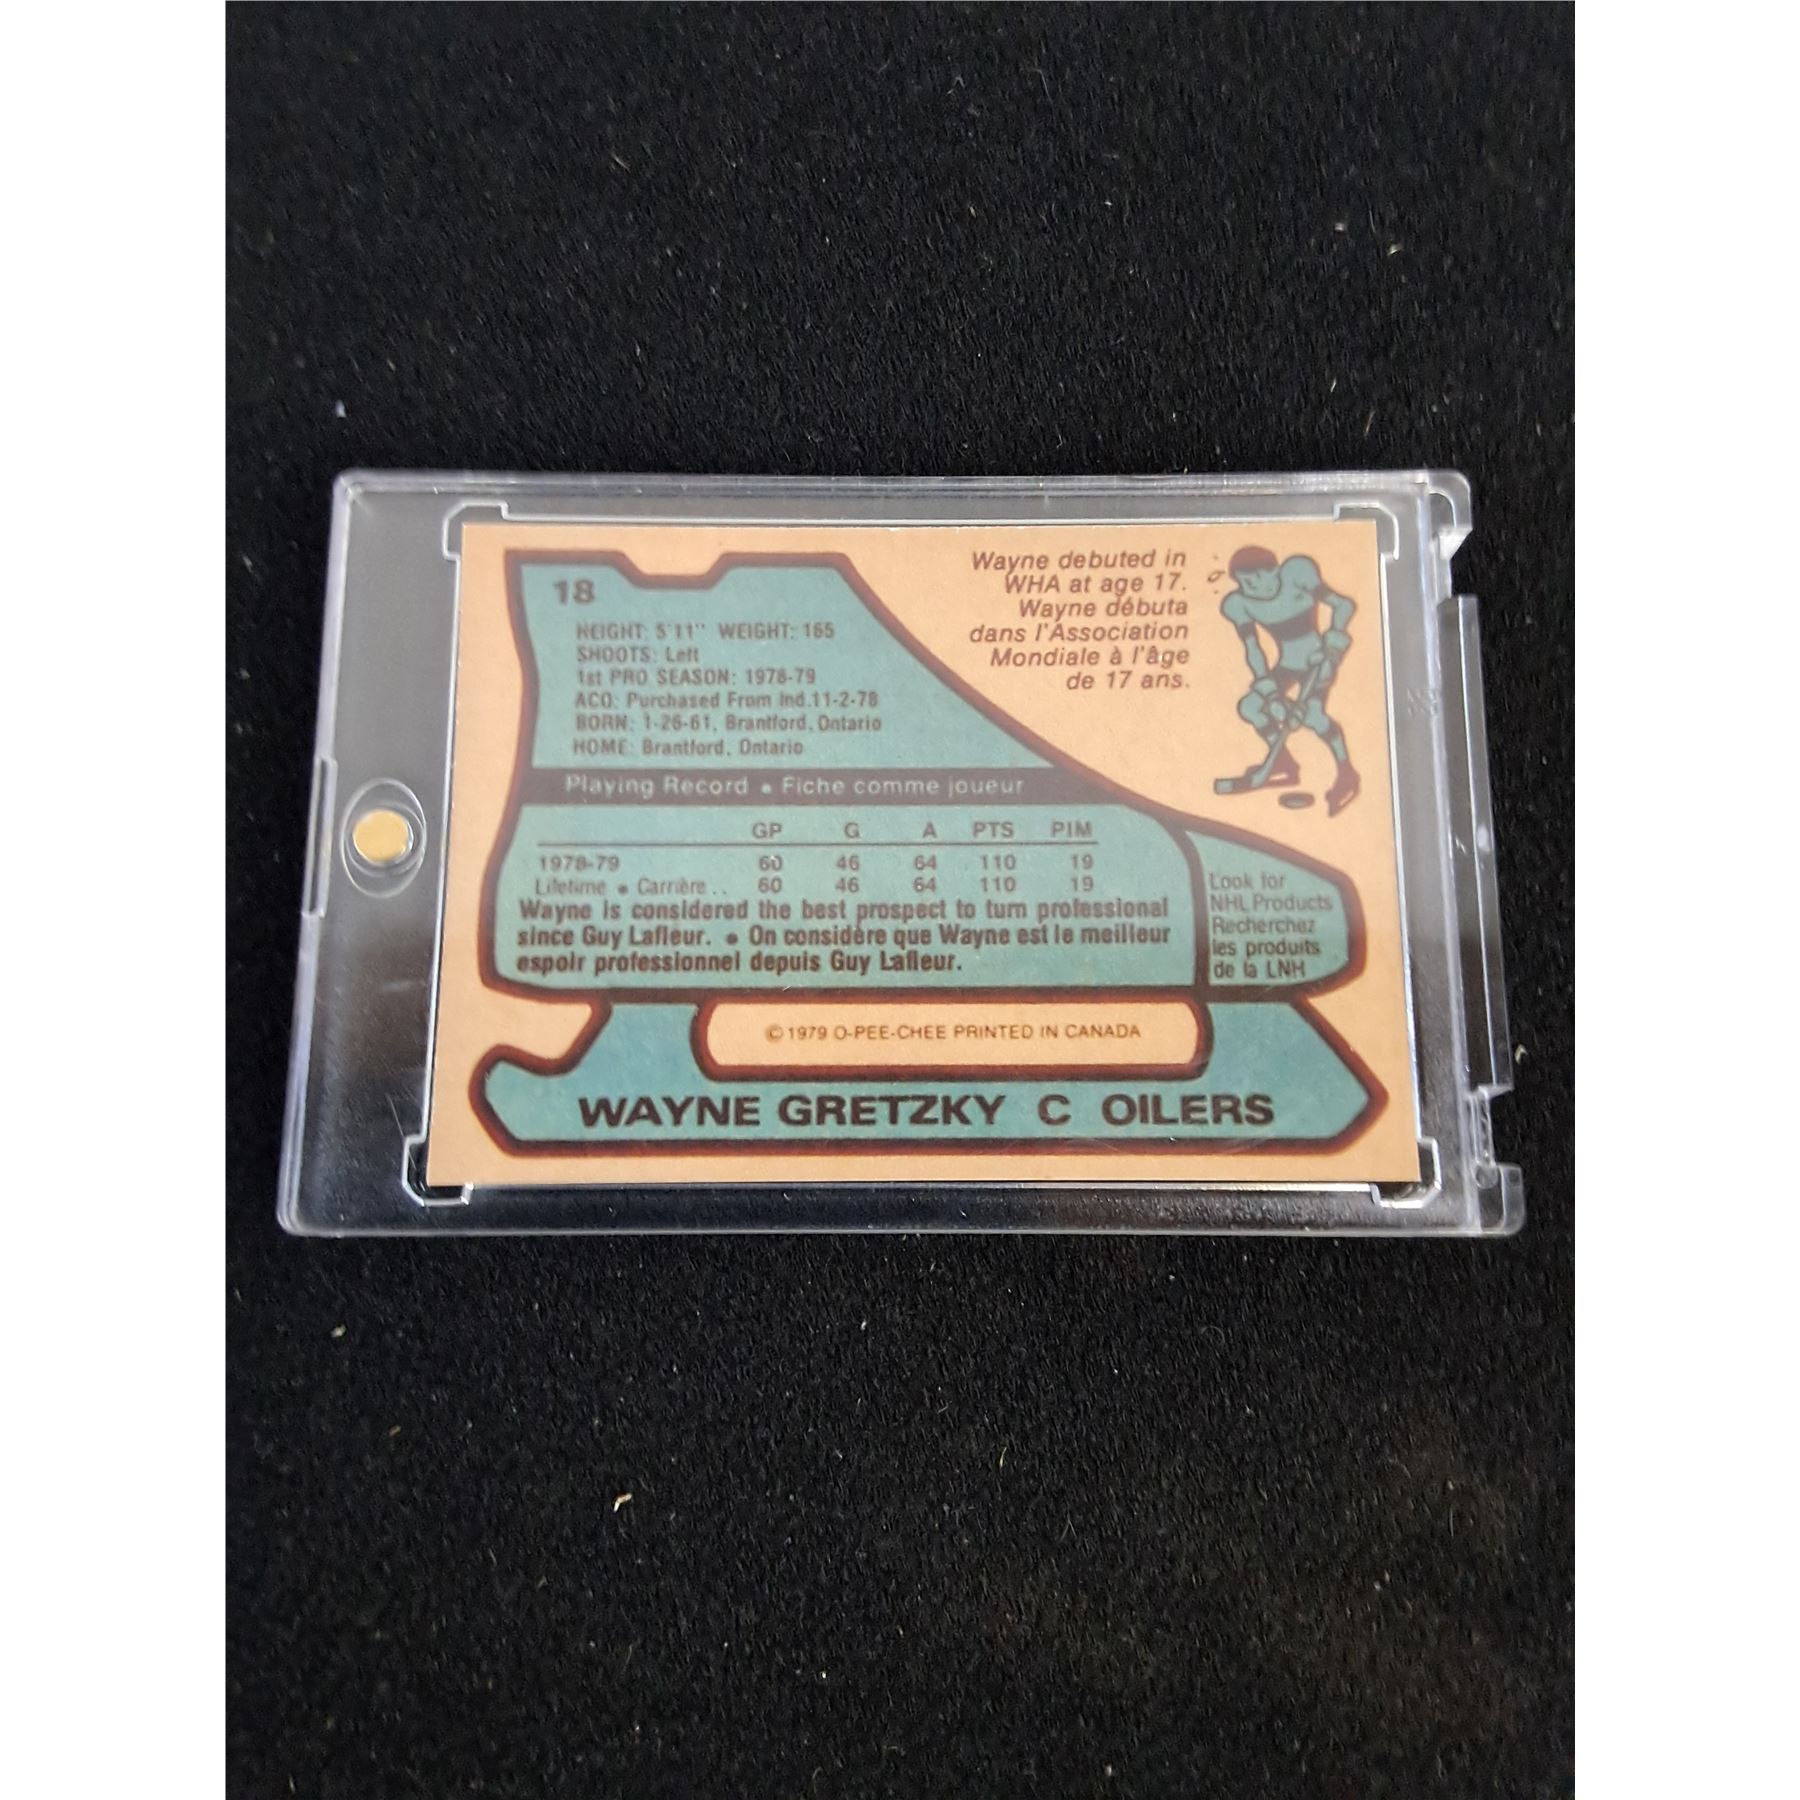 18
HEIGHT: 5'11" WEIGHT: 165
SHOOTS: Left
1st PRO SEASON: 1978-79
ACQ: Purchased From Ind.11-2-78
BORN: 1-26-61, Brantford, Ontario
HOME: Brantford, Ontario
Wayne debuted in
WHA at age 17.
Wayne débuta
dans l'Association
Mondiale à l'âge
de 17 ans.
Playing Record • Fiche comme joueur
GP G A PTS PIM
1978-79 60 46 64 110 19
Lifetime • Carrière .. 60 46 64 110 19
Wayne is considered the best prospect to turn professional
since Guy Lafleur. • On considère que Wayne est le meilleur
espoir professionnel depuis Guy Lafleur.
Look for
NHL Products
Recherchez
les produits
de la LNH
© 1979 O-PEE-CHEE PRINTED IN CANADA
WAYNE GRETZKY C OILERS